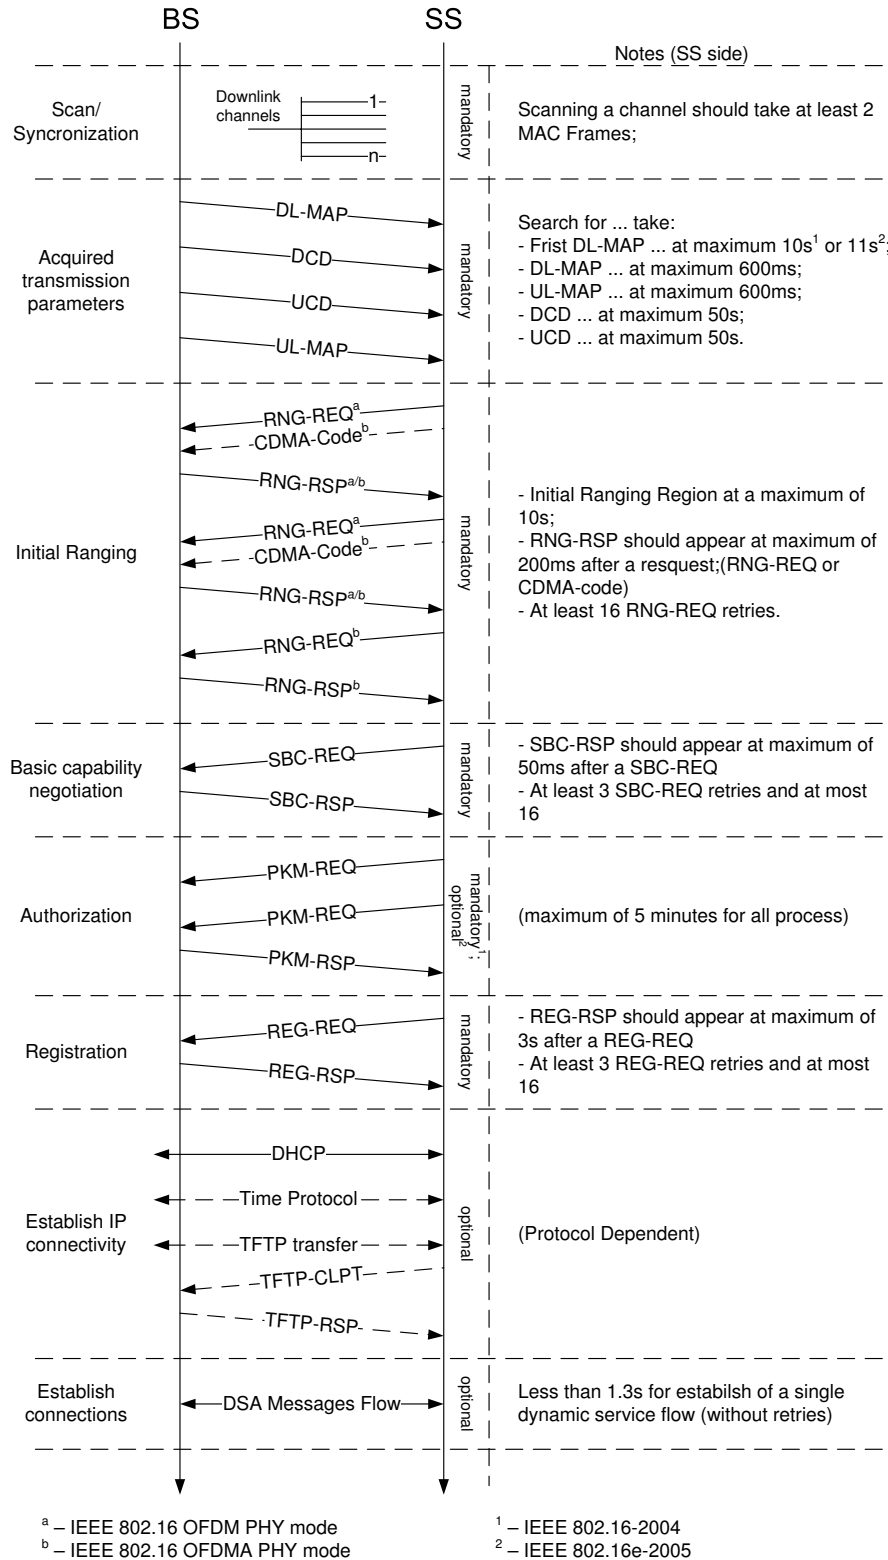 BS
SS
Notes (SS side)
Scan/
Syncronization
Downlink
channels
1
n
mandatory
Scanning a channel should take at least 2
MAC Frames;
Acquired
transmission
parameters
DL-MAP
DCD
UCD
UL-MAP
mandatory
Search for ... take:
- Frist DL-MAP ... at maximum 10s¹ or 11s²;
- DL-MAP ... at maximum 600ms;
- UL-MAP ... at maximum 600ms;
- DCD ... at maximum 50s;
- UCD ... at maximum 50s.
Initial Ranging
RNG-REQᵃ
CDMA-Codeᵇ
RNG-RSPᵃ/ᵇ
RNG-REQᵃ
CDMA-Codeᵇ
RNG-RSPᵃ/ᵇ
RNG-REQᵇ
RNG-RSPᵇ
mandatory
- Initial Ranging Region at a maximum of
10s;
- RNG-RSP should appear at maximum of
200ms after a resquest;(RNG-REQ or
CDMA-code)
- At least 16 RNG-REQ retries.
Basic capability
negotiation
SBC-REQ
SBC-RSP
mandatory
- SBC-RSP should appear at maximum of
50ms after a SBC-REQ
- At least 3 SBC-REQ retries and at most
16
Authorization
PKM-REQ
PKM-REQ
PKM-RSP
mandatory¹;
optional²
(maximum of 5 minutes for all process)
Registration
REG-REQ
REG-RSP
mandatory
- REG-RSP should appear at maximum of
3s after a REG-REQ
- At least 3 REG-REQ retries and at most
16
Establish IP
connectivity
DHCP
Time Protocol
TFTP transfer
TFTP-CLPT
TFTP-RSP
optional
(Protocol Dependent)
Establish
connections
DSA Messages Flow
optional
Less than 1.3s for estabilsh of a single
dynamic service flow (without retries)
ᵃ – IEEE 802.16 OFDM PHY mode
ᵇ – IEEE 802.16 OFDMA PHY mode
¹ – IEEE 802.16-2004
² – IEEE 802.16e-2005